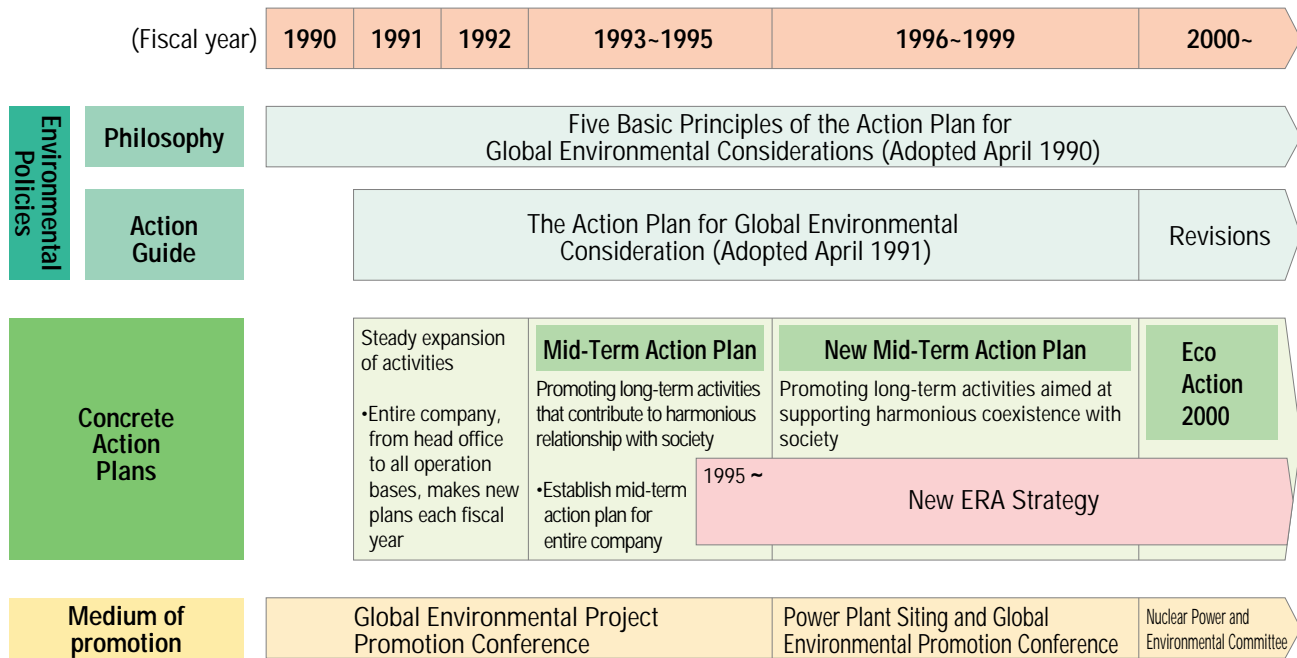 (Fiscal year) 1990 1991 1992 1993~1995 1996~1999 2000~
Environmental
Policies
Philosophy
Five Basic Principles of the Action Plan for
Global Environmental Considerations (Adopted April 1990)
Action
Guide
The Action Plan for Global Environmental
Consideration (Adopted April 1991)
Revisions
Concrete
Action
Plans
Steady expansion
of activities
•Entire company,
from head office
to all operation
bases, makes new
plans each fiscal
year
Mid-Term Action Plan
Promoting long-term activities
that contribute to harmonious
relationship with society
•Establish mid-term
action plan for
entire company
New Mid-Term Action Plan
Promoting long-term activities aimed at
supporting harmonious coexistence with
society
Eco
Action
2000
1995 ~
New ERA Strategy
Medium of
promotion
Global Environmental Project
Promotion Conference
Power Plant Siting and Global
Environmental Promotion Conference
Nuclear Power and
Environmental Committee